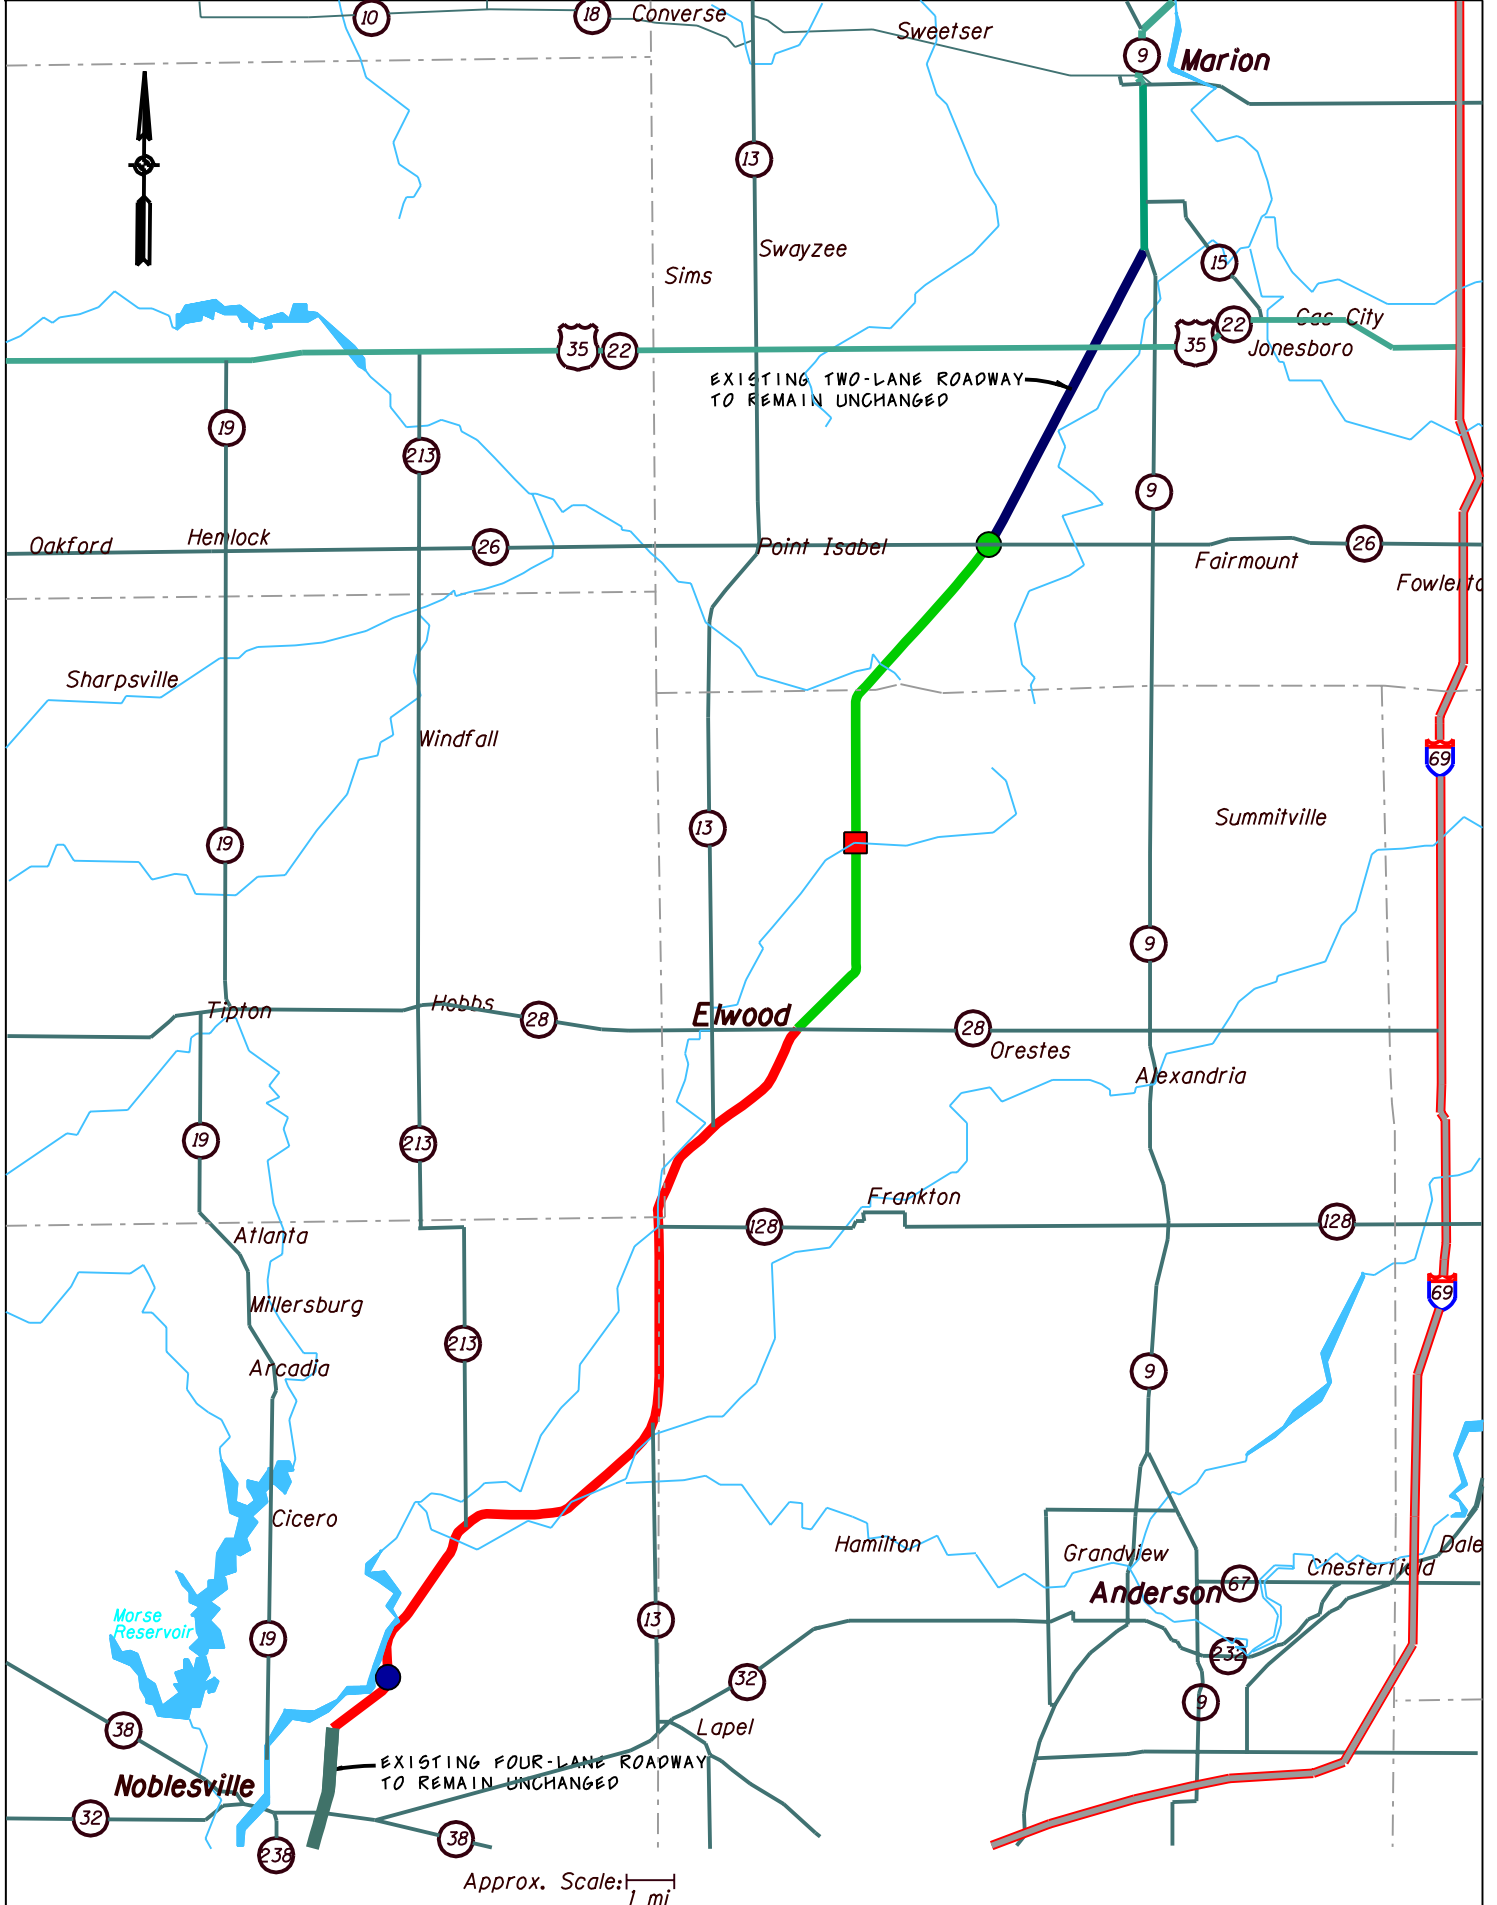 10
18
Converse
Sweetser
9
Marion
13
Swayzee
Sims
15
22
Gas City
35
22
35
Jonesboro
EXISTING TWO-LANE ROADWAY
TO REMAIN UNCHANGED
19
213
9
Oakford
Hemlock
26
Point Isabel
26
Fairmount
Fowlerto
Sharpsville
Windfall
69
13
Summitville
19
9
Tipton
Hobbs
28
Elwood
28
Orestes
Alexandria
19
213
Frankton
128
128
Atlanta
69
Millersburg
213
Arcadia
9
Cicero
Hamilton
Grandview
Chesterfield
Dale
Anderson
67
Morse
Reservoir
19
13
232
32
9
38
Lapel
EXISTING FOUR-LANE ROADWAY
TO REMAIN UNCHANGED
Noblesville
32
38
238
Approx. Scale:
1 mi